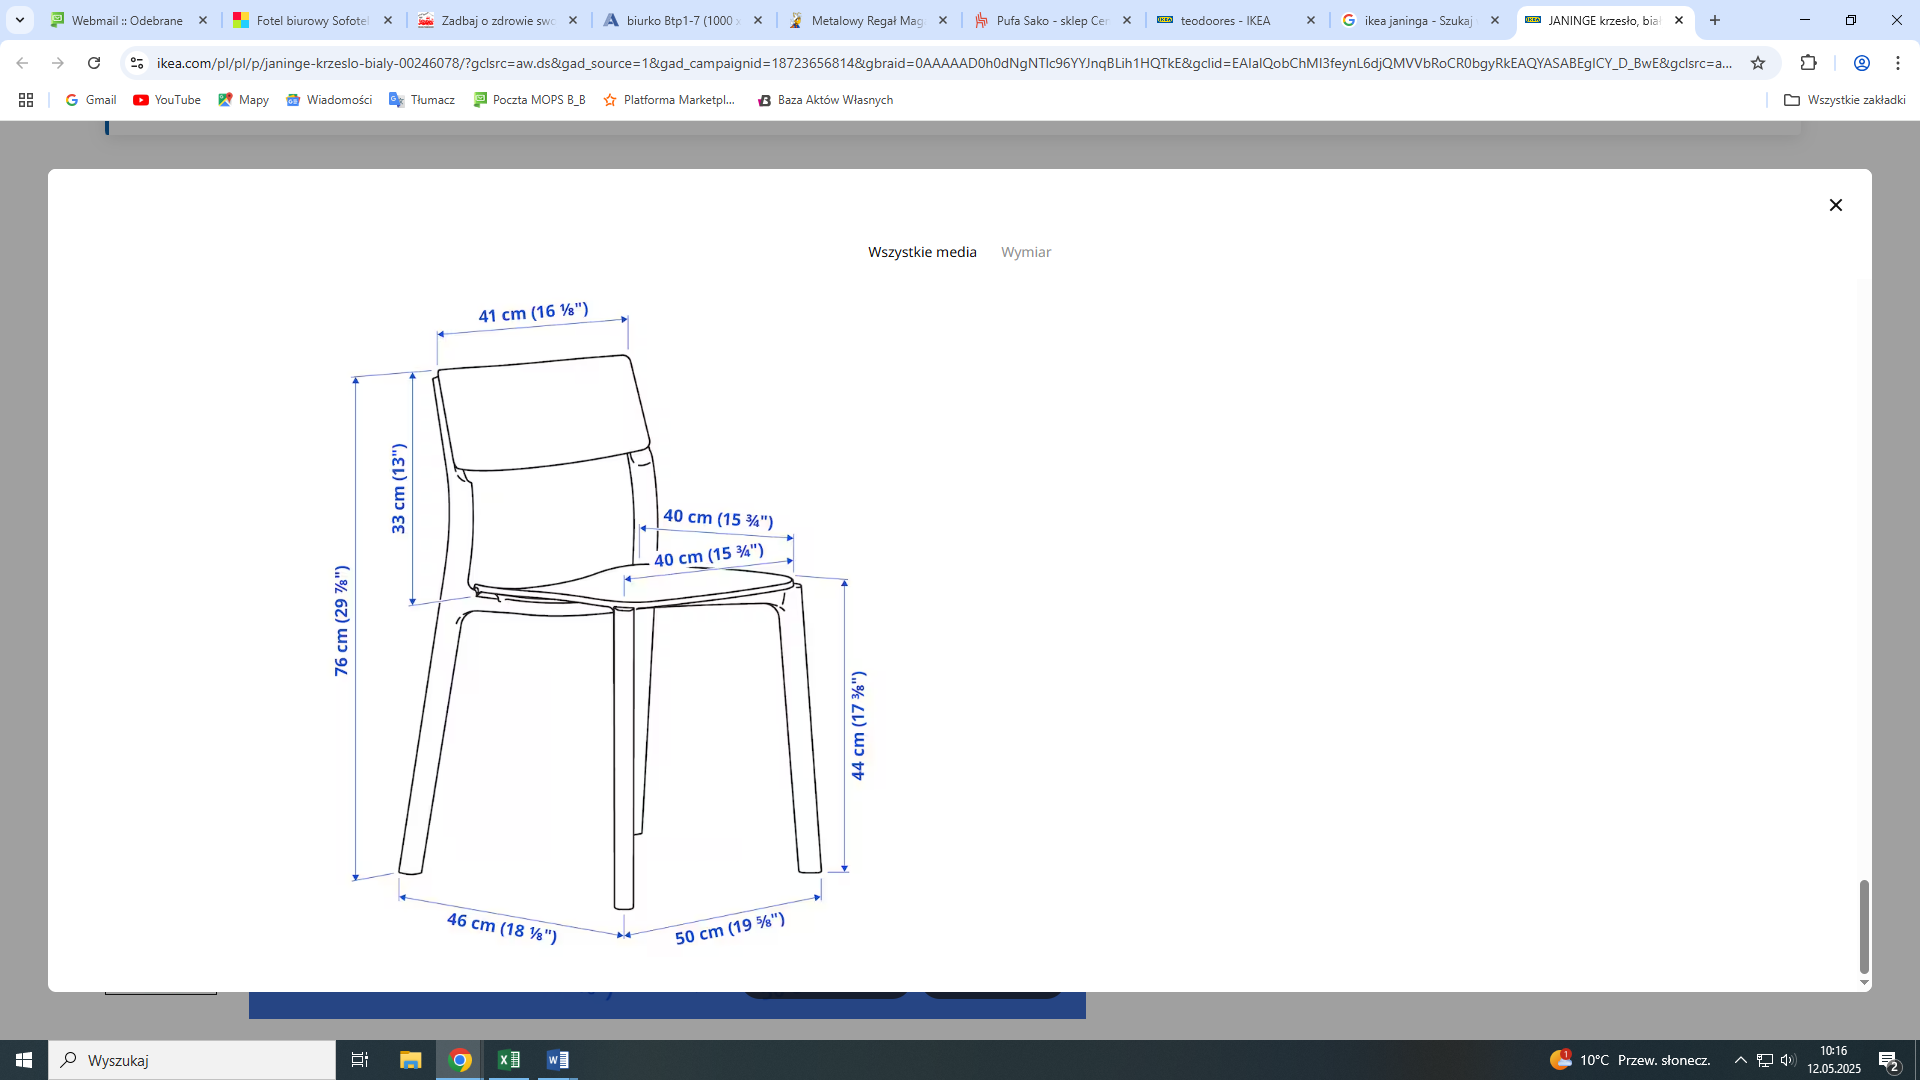 Webmail :: Odebrane
Fotel biurowy Sofotel
Zadbaj o zdrowie swo
biurko Btp1-7 (1000 x
Metalowy Regał Maga
Pufa Sako - sklep Cen
teodoores - IKEA
ikea janinga - Szukaj
JANINGE krzesło, biał
ikea.com/pl/pl/p/janinge-krzeslo-bialy-00246078/?gclsrc=aw.ds&gad_source=1&gad_campaignid=18723656814&gbraid=0AAAAAD0h0dNgNTlc96YYJnqBLih1HQTkE&gclid=EAIaIQobChMI3feynL6djQMVVbRoCR0bgyRkEAQYASABEgICY_D_BwE&gclsrc=a...
Gmail
YouTube
Mapy
Wiadomości
Tłumacz
Poczta MOPS B_B
Platforma Marketpl...
Baza Aktów Własnych
Wszystkie zakładki
Wszystkie media
Wymiar
41 cm (16 ⅛")
33 cm (13")
40 cm (15 ¾")
40 cm (15 ¾")
76 cm (29 ⅞")
44 cm (17 ⅜")
46 cm (18 ⅛")
50 cm (19 ⅝")
Wyszukaj
1
10°C Przew. słonecz.
10:16
12.05.2025
2